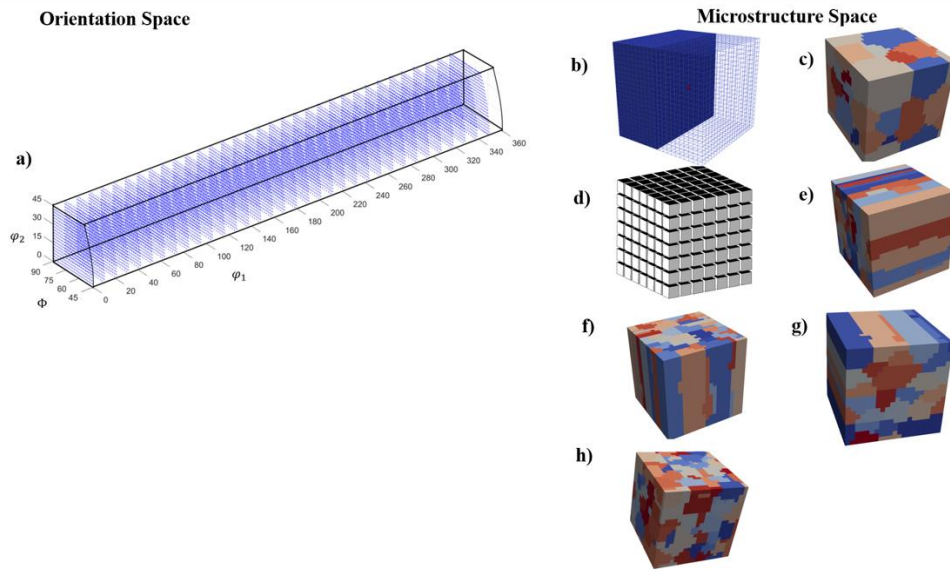 Orientation Space
Microstructure Space
a)
45
30
15
0
φ2
90
75
60
45
Φ
0
20
40
60
80
100
120
140
160
180
200
220
240
260
280
300
320
340
360
φ1
b)
c)
d)
e)
f)
g)
h)